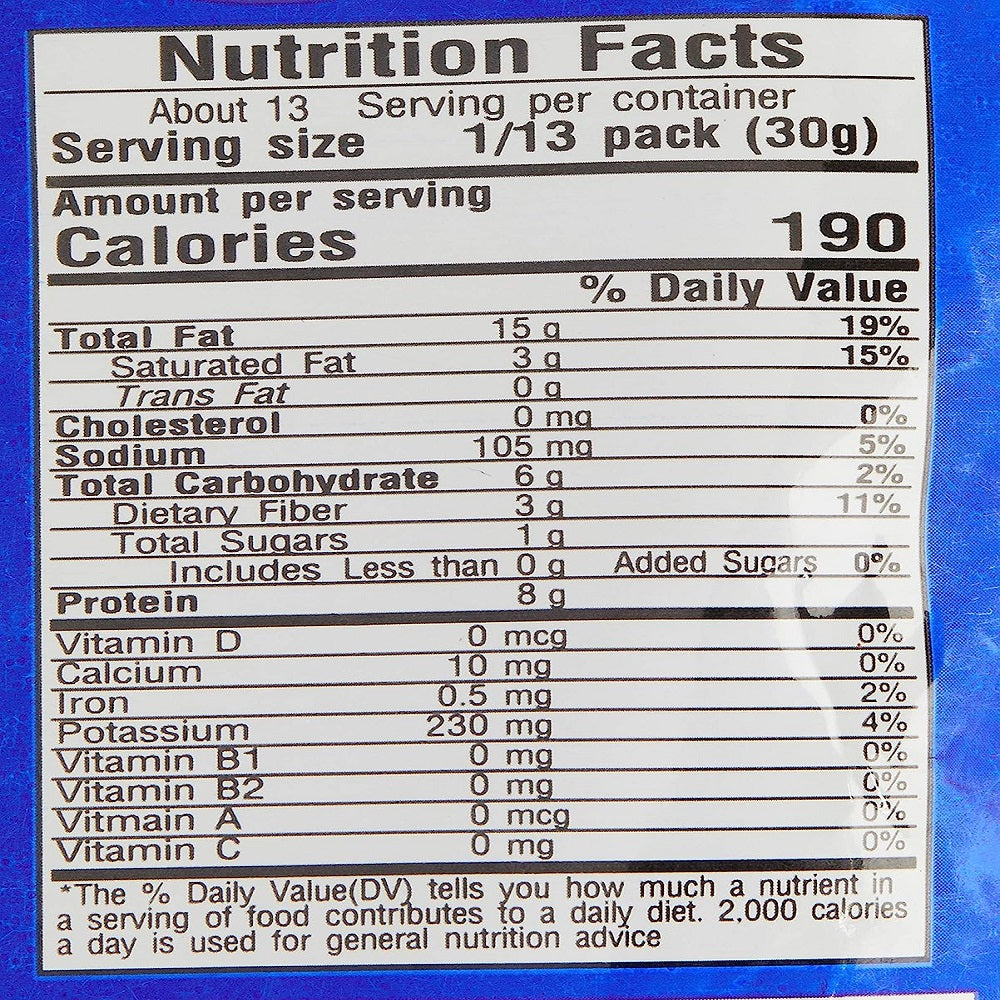 Nutrition Facts
About 13 Serving per container
Serving size 1/13 pack (30g)
Amount per serving
Calories 190
% Daily Value
Total Fat 15 g 19%
Saturated Fat 3 g 15%
Trans Fat 0 g
Cholesterol 0 mg 0%
Sodium 105 mg 5%
Total Carbohydrate 6 g 2%
Dietary Fiber 3 g 11%
Total Sugars 1 g
Includes Less than 0 g Added Sugars 0%
Protein 8 g
Vitamin D 0 mcg 0%
Calcium 10 mg 0%
Iron 0.5 mg 2%
Potassium 230 mg 4%
Vitamin B1 0 mg 0%
Vitamin B2 0 mg 0%
Vitmain A 0 mcg 0%
Vitamin C 0 mg 0%
*The % Daily Value(DV) tells you how much a nutrient in
a serving of food contributes to a daily diet. 2,000 calories
a day is used for general nutrition advice